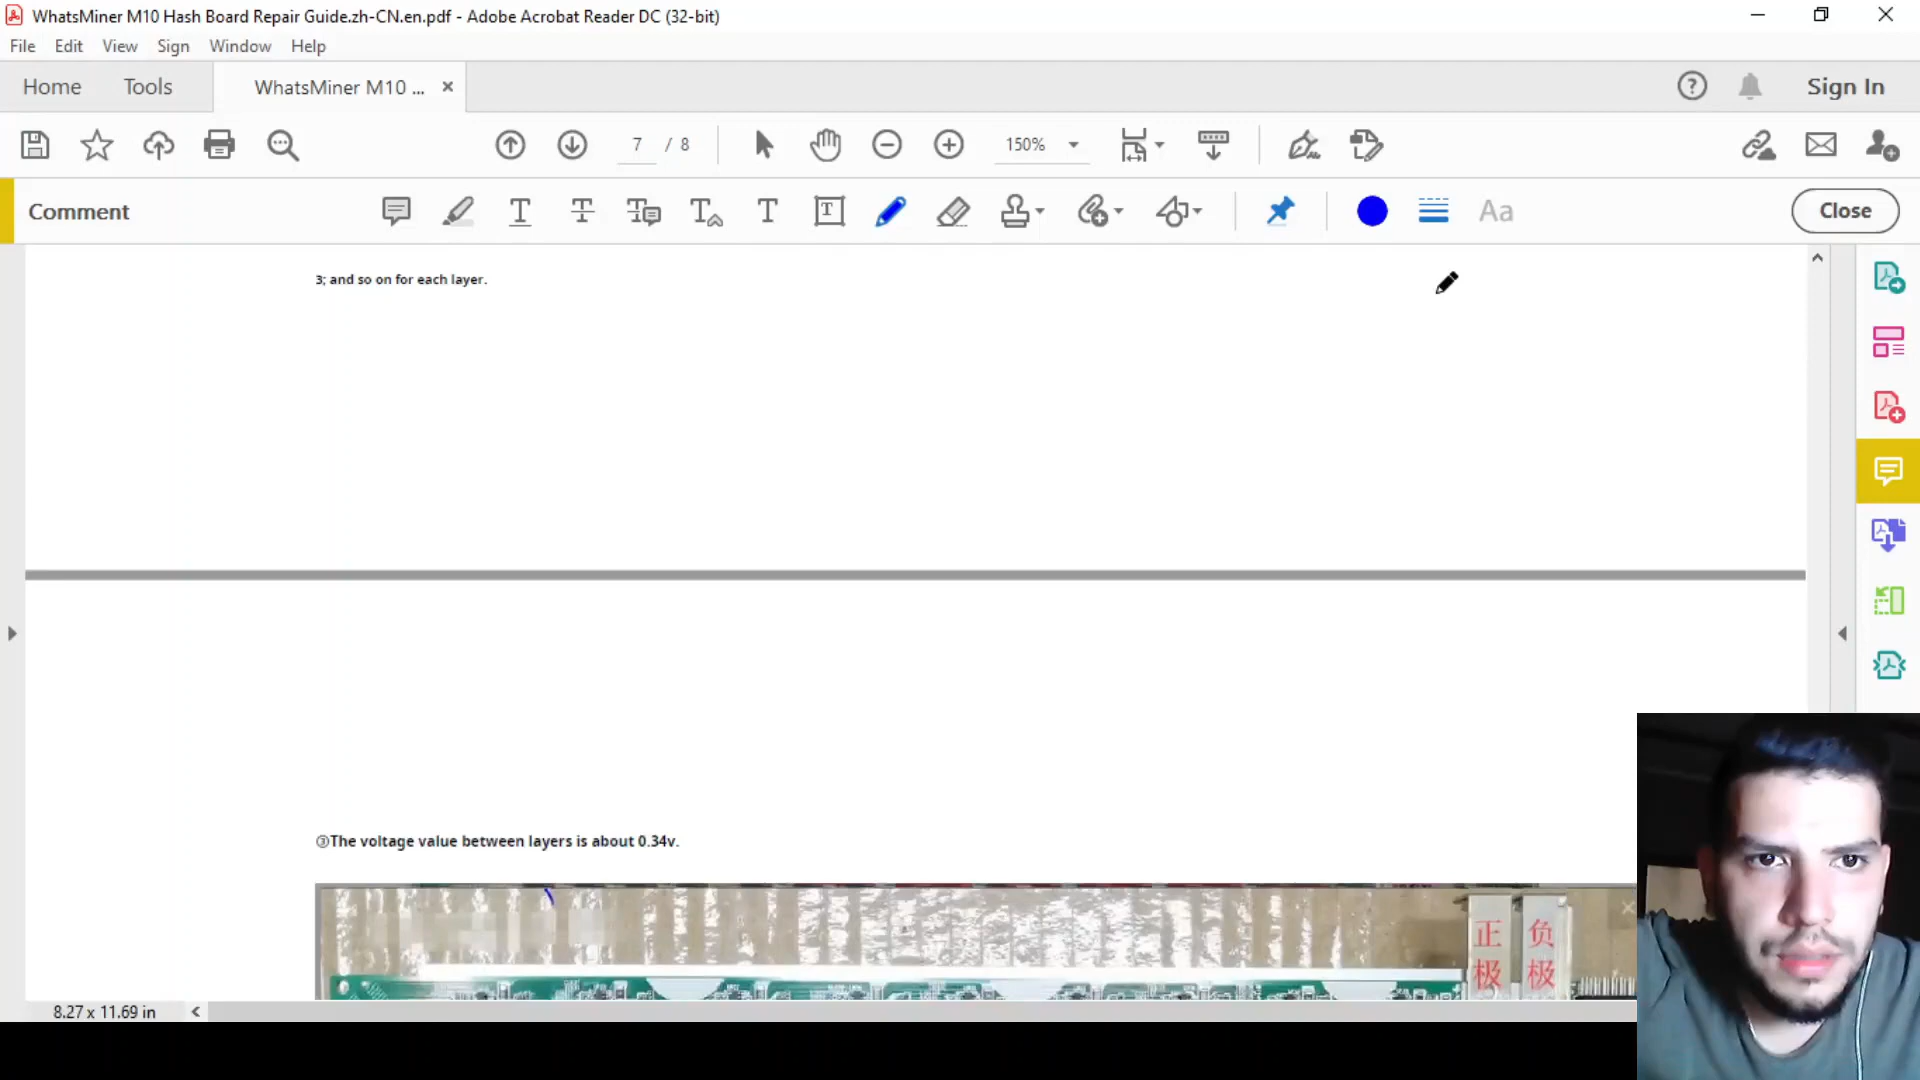 WhatsMiner M10 Hash Board Repair Guide.zh-CN.en.pdf - Adobe Acrobat Reader DC (32-bit)
File Edit View Sign Window Help
Home Tools WhatsMiner M10 ... × Sign In
7 / 8 150%
Comment Aa Close
3; and so on for each layer.
③The voltage value between layers is about 0.34v.
正极 负极
8.27 x 11.69 in